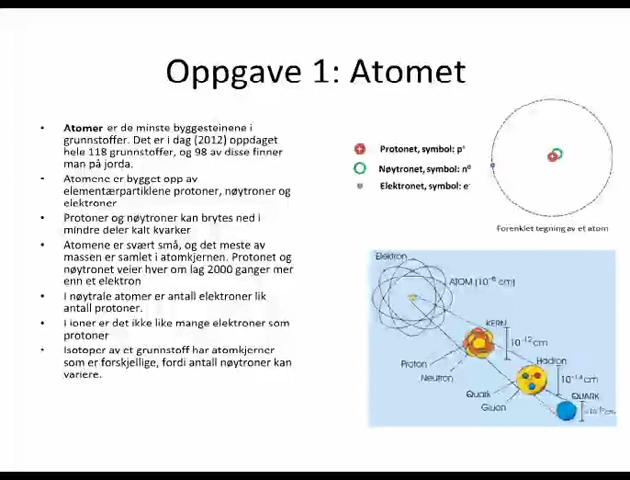 Oppgave 1: Atomet
• Atomer er de minste byggesteinene i
grunnstoffer. Det er i dag (2012) oppdaget
hele 118 grunnstoffer, og 98 av disse finner
man på jorda.
• Atomene er bygget opp av
elementærpartiklene protoner, nøytroner og
elektroner
• Protoner og nøytroner kan brytes ned i
mindre deler kalt kvarker
• Atomene er svært små, og det meste av
massen er samlet i atomkjernen. Protonet og
nøytronet veier hver om lag 2000 ganger mer
enn et elektron
• I nøytrale atomer er antall elektroner lik
antall protoner.
• I ioner er det ikke like mange elektroner som
protoner
• Isotoper av et grunnstoff har atomkjerner
som er forskjellige, fordi antall nøytroner kan
variere.
Protonet, symbol: p⁺
Nøytronet, symbol: n⁰
Elektronet, symbol: e⁻
Forenklet tegning av et atom
Elektron
ATOM (10⁻⁸ cm)
KERN
10⁻¹² cm
Proton
Neutron
Hadron
10⁻¹³ cm
Quark
Gluon
QUARK